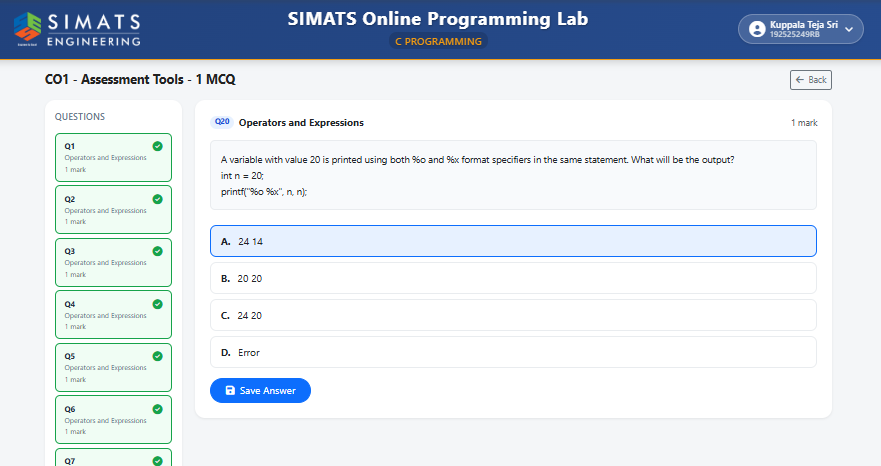 SIMATS
ENGINEERING
SIMATS Online Programming Lab
C PROGRAMMING
Kuppala Teja Sri
192525249RB
CO1 - Assessment Tools - 1 MCQ
← Back
QUESTIONS
Q1
Operators and Expressions
1 mark
Q2
Operators and Expressions
1 mark
Q3
Operators and Expressions
1 mark
Q4
Operators and Expressions
1 mark
Q5
Operators and Expressions
1 mark
Q6
Operators and Expressions
1 mark
Q7
Q20 Operators and Expressions
1 mark
A variable with value 20 is printed using both %o and %x format specifiers in the same statement. What will be the output?
int n = 20;
printf("%o %x", n, n);
A. 24 14
B. 20 20
C. 24 20
D. Error
Save Answer